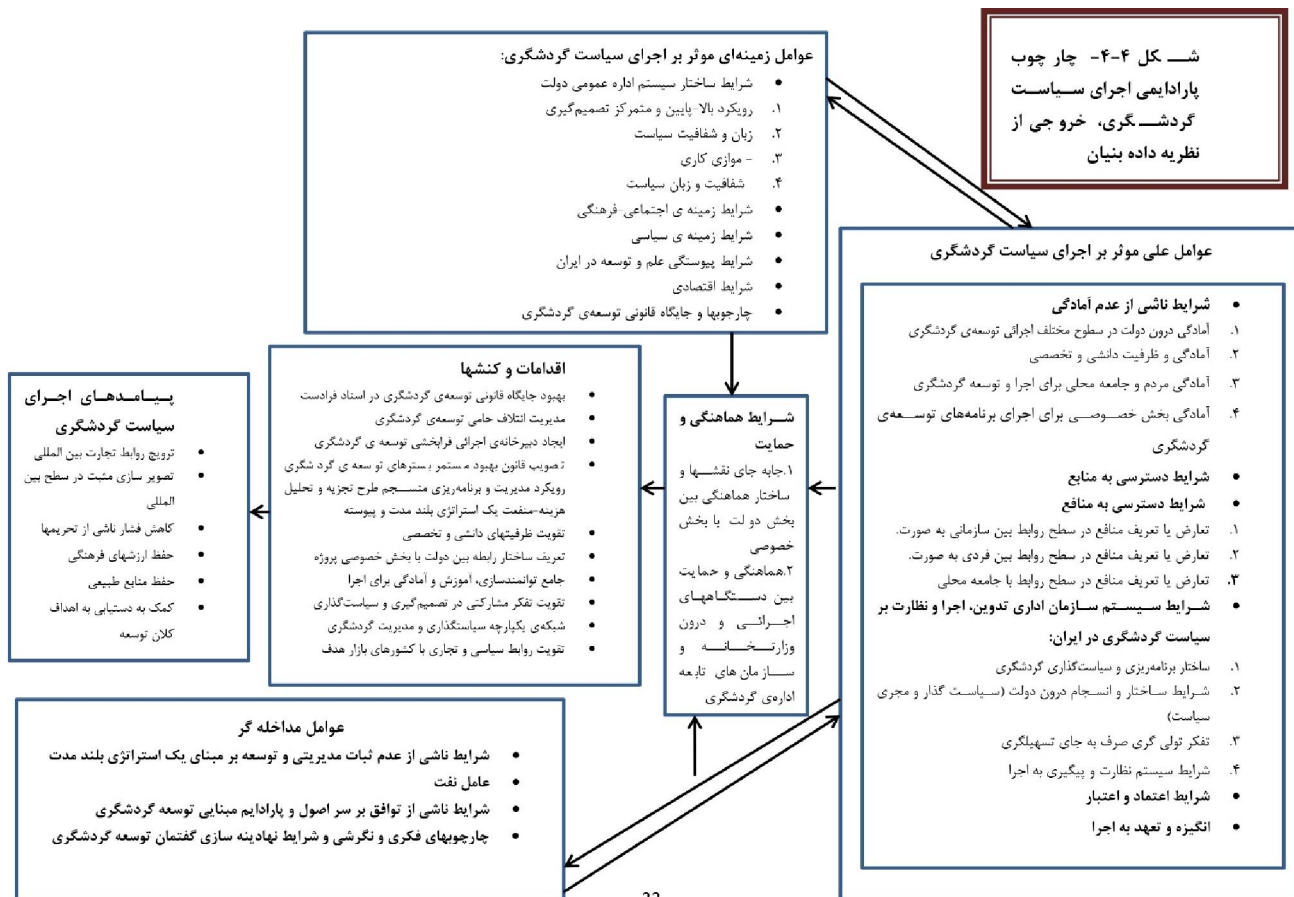 شکل ۴-۴- چار چوب
پارادایمی اجرای سیاست
گردشگری، خرو جی از
نظریه داده بنیان
عوامل زمینه‌ای موثر بر اجرای سیاست گردشگری:
• شرایط ساختار سیستم اداره عمومی دولت
۱. رویکرد بالا-پایین و متمرکز تصمیم‌گیری
۲. زبان و شفافیت سیاست
۳. - موازی کاری
۴. شفافیت و زبان سیاست
• شرایط زمینه ی اجتماعی-فرهنگی
• شرایط زمینه ی سیاسی
• شرایط پیوستگی علم و توسعه در ایران
• شرایط اقتصادی
• چارجوبها و جایگاه قانونی توسعه‌ی گردشگری
عوامل علی موثر بر اجرای سیاست گردشگری
• شرایط ناشی از عدم آمادگی
۱. آمادگی درون دولت در سطوح مختلف اجرائی توسعه‌ی گردشگری
۲. آمادگی و ظرفیت دانشی و تخصصی
۳. آمادگی مردم و جامعه محلی برای اجرا و توسعه گردشگری
۴. آمادگی بخش خصوصی برای اجرای برنامه‌های توسعه‌ی
گردشگری
• شرایط دسترسی به منابع
• شرایط دسترسی به منافع
۱. تعارض یا تعریف منافع در سطح روابط بین سازمانی به صورت.
۲. تعارض یا تعریف منافع در سطح روابط بین فردی به صورت.
۳. تعارض یا تعریف منافع در سطح روابط با جامعه محلی
• شرایط سیستم سازمان اداری تدوین، اجرا و نظارت بر
سیاست گردشگری در ایران:
۱. ساختار برنامه‌ریزی و سیاست‌گذاری گردشگری
۲. شرایط ساختار و انسجام درون دولت (سیاست گذار و مجری
سیاست)
۳. تفکر تولی گری صرف به جای تسهیلگری
۴. شرایط سیستم نظارت و پیگیری به اجرا
• شرایط اعتماد و اعتبار
• انگیزه و تعهد به اجرا
شرایط هماهنگی و
حمایت
۱.جابه جای نقشها و
ساختار هماهنگی بین
بخش دولت با بخش
خصوصی
۲.هماهنگی و حمایت
بین دستگاههای
اجرائی و درون
وزارتخانه و
سازمان های تابعه
اداره‌ی گردشگری
اقدامات و کنشها
• بهبود جایگاه قانونی توسعه‌ی گردشگری در اسناد فرادست
• مدیریت ائتلاف حامی توسعه‌ی گردشگری
• ایجاد دبیرخانه‌ی اجرائی فرابخشی توسعه ی گردشگری
• تصویب قانون بهبود مستمر بسترهای توسعه ی گردشگری
رویکرد مدیریت و برنامه‌ریزی منسجم طرح تجزیه و تحلیل
هزینه-منفعت یک استراتژی بلند مدت و پیوسته
• تقویت ظرفیتهای دانشی و تخصصی
• تعریف ساختار رابطه بین دولت با بخش خصوصی پروژه
• جامع توانمندسازی، آموزش و آمادگی برای اجرا
• تقویت تفکر مشارکتی در تصمیم‌گیری و سیاست‌گذاری
• شبکه‌ی یکپارچه سیاستگذاری و مدیریت گردشگری
• تقویت روابط سیاسی و تجاری با کشورهای بازار هدف
پیامدهای اجرای
سیاست گردشگری
• ترویج روابط تجارت بین المللی
• تصویر سازی مثبت در سطح بین
المللی
• کاهش فشار ناشی از تحریمها
• حفظ ارزشهای فرهنگی
• حفظ منابع طبیعی
• کمک به دستیابی به اهداف
کلان توسعه
عوامل مداخله گر
• شرایط ناشی از عدم ثبات مدیریتی و توسعه بر مبنای یک استراتژی بلند مدت
• عامل نفت
• شرایط ناشی از توافق بر سر اصول و پارادایم مبنایی توسعه گردشگری
• چارچوبهای فکری و نگرشی و شرایط نهادینه سازی گفتمان توسعه گردشگری